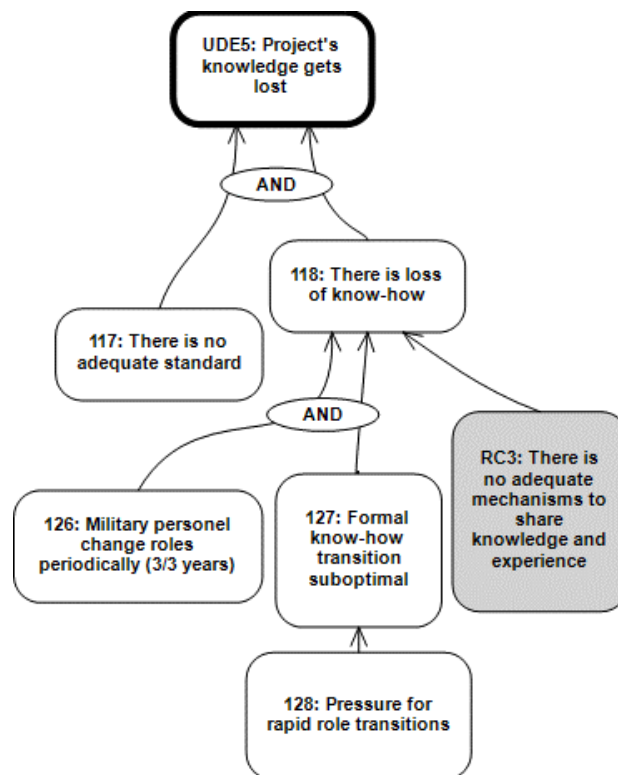 UDE5: Project's
knowledge gets
lost
AND
118: There is loss
of know-how
117: There is no
adequate standard
AND
RC3: There is
no adequate
mechanisms to
share
knowledge and
experience
126: Military personel
change roles
periodically (3/3 years)
127: Formal
know-how
transition
suboptimal
128: Pressure for
rapid role transitions